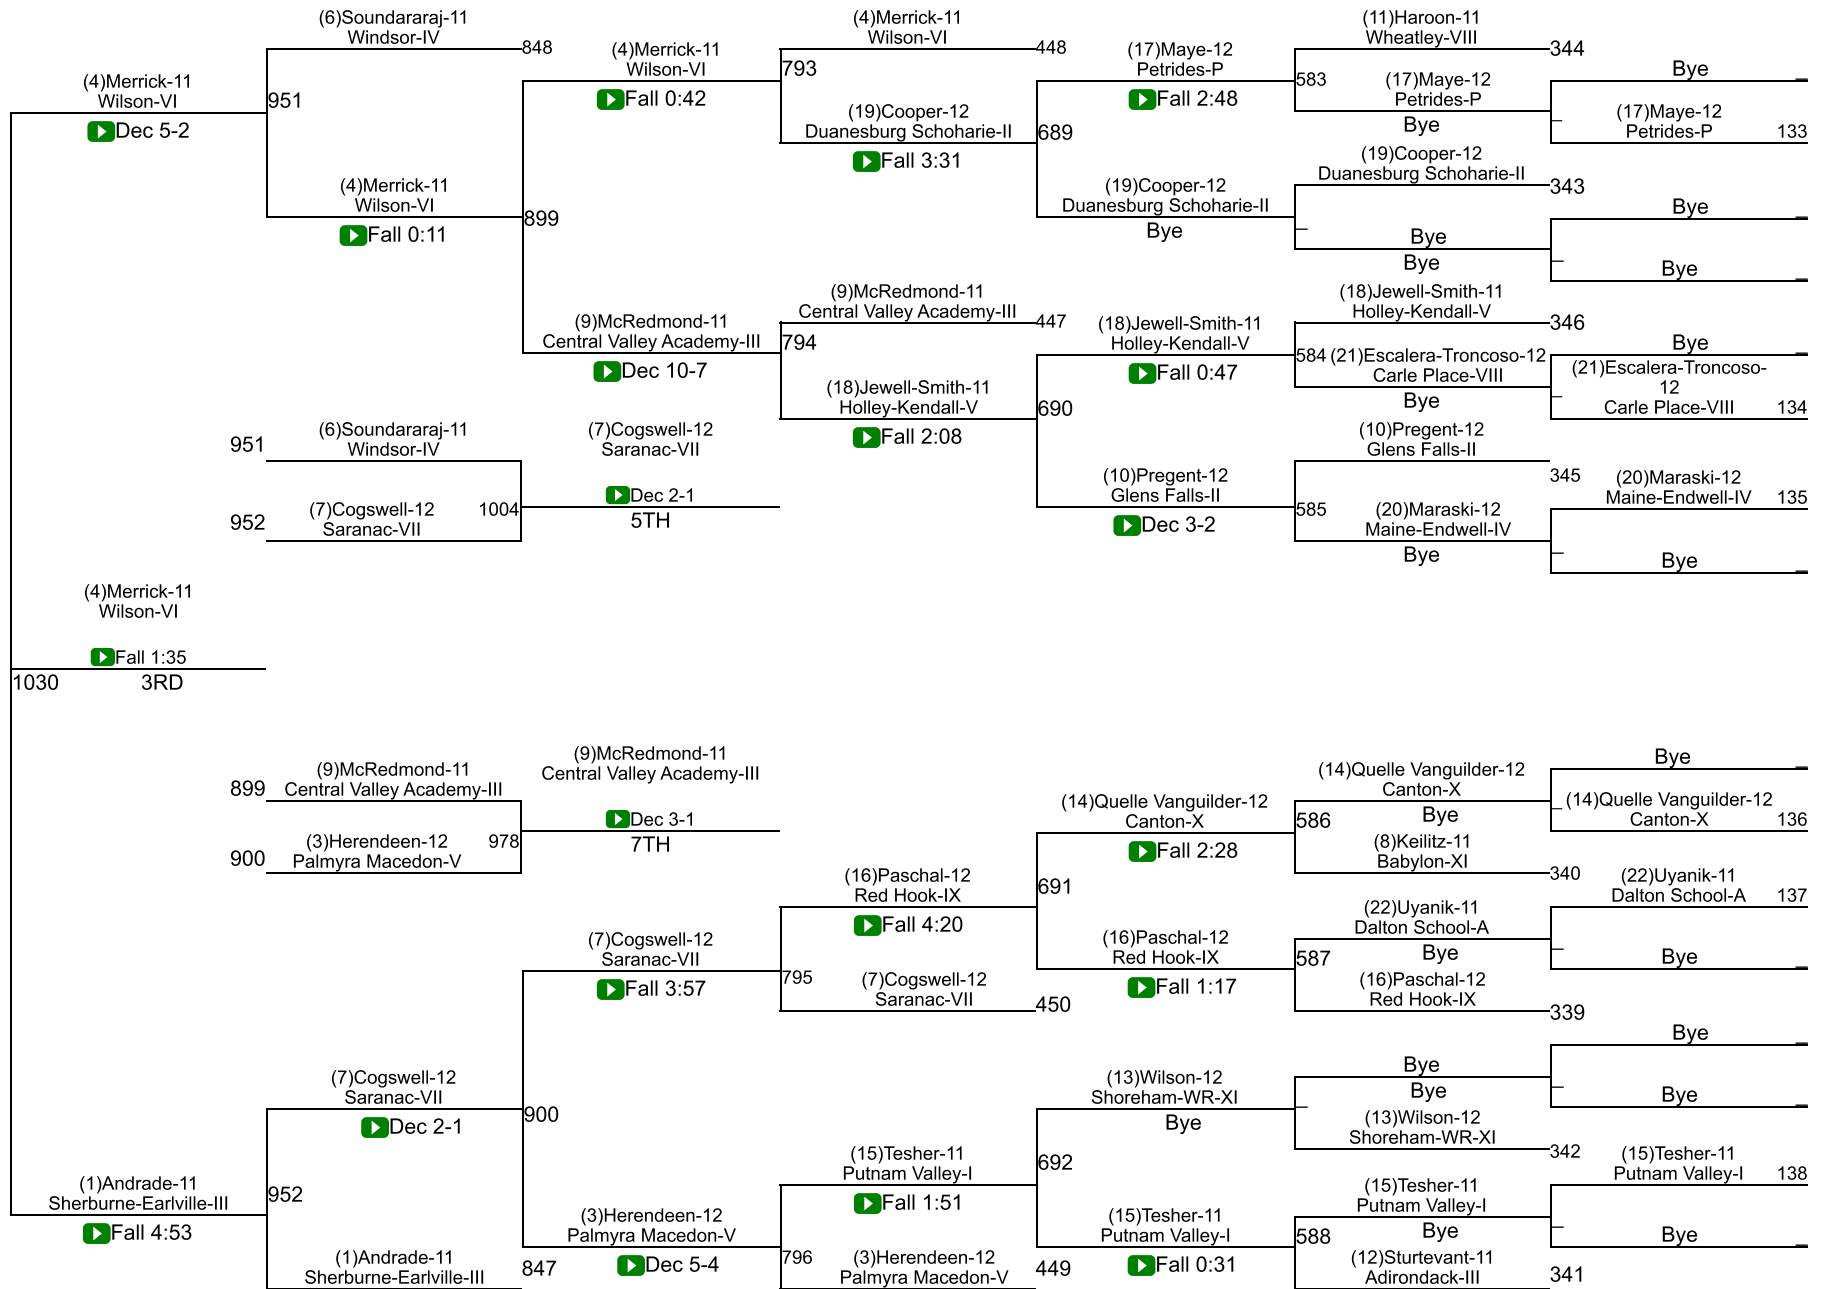 (6)Soundararaj-11
Windsor-IV
848
(4)Merrick-11
Wilson-VI
Dec 5-2
951
(4)Merrick-11
Wilson-VI
Fall 0:11
(4)Merrick-11
Wilson-VI
Fall 0:42
899
(9)McRedmond-11
Central Valley Academy-III
Dec 10-7
(4)Merrick-11
Wilson-VI
448
793
(19)Cooper-12
Duanesburg Schoharie-II
Fall 3:31
(9)McRedmond-11
Central Valley Academy-III
447
794
(18)Jewell-Smith-11
Holley-Kendall-V
Fall 2:08
(17)Maye-12
Petrides-P
Fall 2:48
689
(19)Cooper-12
Duanesburg Schoharie-II
Bye
(18)Jewell-Smith-11
Holley-Kendall-V
Fall 0:47
690
(10)Pregent-12
Glens Falls-II
Dec 3-2
(11)Haroon-11
Wheatley-VIII
344
583
(17)Maye-12
Petrides-P
Bye
(19)Cooper-12
Duanesburg Schoharie-II
343
Bye
Bye
(18)Jewell-Smith-11
Holley-Kendall-V
346
584
(21)Escalera-Troncoso-12
Carle Place-VIII
Bye
(10)Pregent-12
Glens Falls-II
345
585
(20)Maraski-12
Maine-Endwell-IV
Bye
Bye
(17)Maye-12
Petrides-P
133
Bye
Bye
Bye
(21)Escalera-Troncoso-
12
Carle Place-VIII
134
(20)Maraski-12
Maine-Endwell-IV
135
Bye
951
(6)Soundararaj-11
Windsor-IV
952
(7)Cogswell-12
Saranac-VII
1004
(7)Cogswell-12
Saranac-VII
Dec 2-1
5TH
(4)Merrick-11
Wilson-VI
Fall 1:35
1030
3RD
899
(9)McRedmond-11
Central Valley Academy-III
900
(3)Herendeen-12
Palmyra Macedon-V
978
(9)McRedmond-11
Central Valley Academy-III
Dec 3-1
7TH
(1)Andrade-11
Sherburne-Earlville-III
Fall 4:53
(7)Cogswell-12
Saranac-VII
Dec 2-1
952
(1)Andrade-11
Sherburne-Earlville-III
847
(7)Cogswell-12
Saranac-VII
Fall 3:57
900
(3)Herendeen-12
Palmyra Macedon-V
Dec 5-4
(16)Paschal-12
Red Hook-IX
Fall 4:20
795
(7)Cogswell-12
Saranac-VII
450
(15)Tesher-11
Putnam Valley-I
Fall 1:51
796
(3)Herendeen-12
Palmyra Macedon-V
449
(14)Quelle Vanguilder-12
Canton-X
Fall 2:28
691
(16)Paschal-12
Red Hook-IX
Fall 1:17
(13)Wilson-12
Shoreham-WR-XI
Bye
692
(15)Tesher-11
Putnam Valley-I
Fall 0:31
(14)Quelle Vanguilder-12
Canton-X
Bye
586
(8)Keilitz-11
Babylon-XI
340
(22)Uyanik-11
Dalton School-A
Bye
587
(16)Paschal-12
Red Hook-IX
339
Bye
Bye
(13)Wilson-12
Shoreham-WR-XI
342
(15)Tesher-11
Putnam Valley-I
Bye
588
(12)Sturtevant-11
Adirondack-III
341
Bye
(14)Quelle Vanguilder-12
Canton-X
136
(22)Uyanik-11
Dalton School-A
137
Bye
Bye
Bye
(15)Tesher-11
Putnam Valley-I
138
Bye